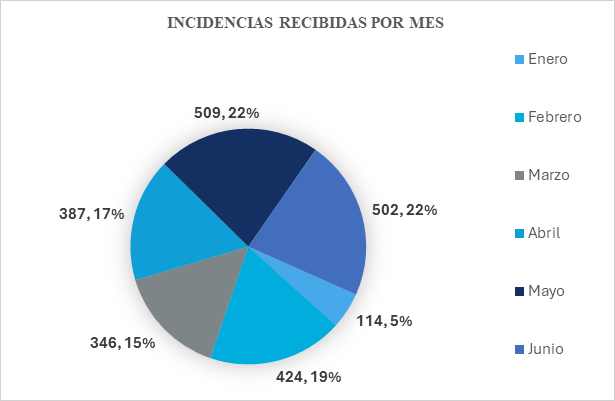 INCIDENCIAS RECIBIDAS POR MES
Enero
Febrero
Marzo
Abril
Mayo
Junio
509, 22%
502, 22%
387, 17%
114, 5%
346, 15%
424, 19%